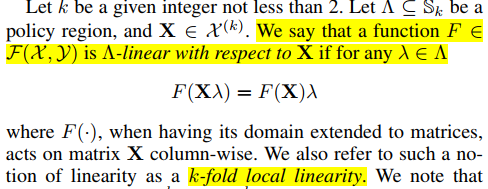 Let k be a given integer not less than 2. Let Λ ⊆ 𝕊ₖ be a
policy region, and X ∈ 𝒳⁽ᵏ⁾. We say that a function F ∈
ℱ(𝒳, 𝒴) is Λ-linear with respect to X if for any λ ∈ Λ
F(Xλ) = F(X)λ
where F(·), when having its domain extended to matrices,
acts on matrix X column-wise. We also refer to such a no-
tion of linearity as a k-fold local linearity. We note that